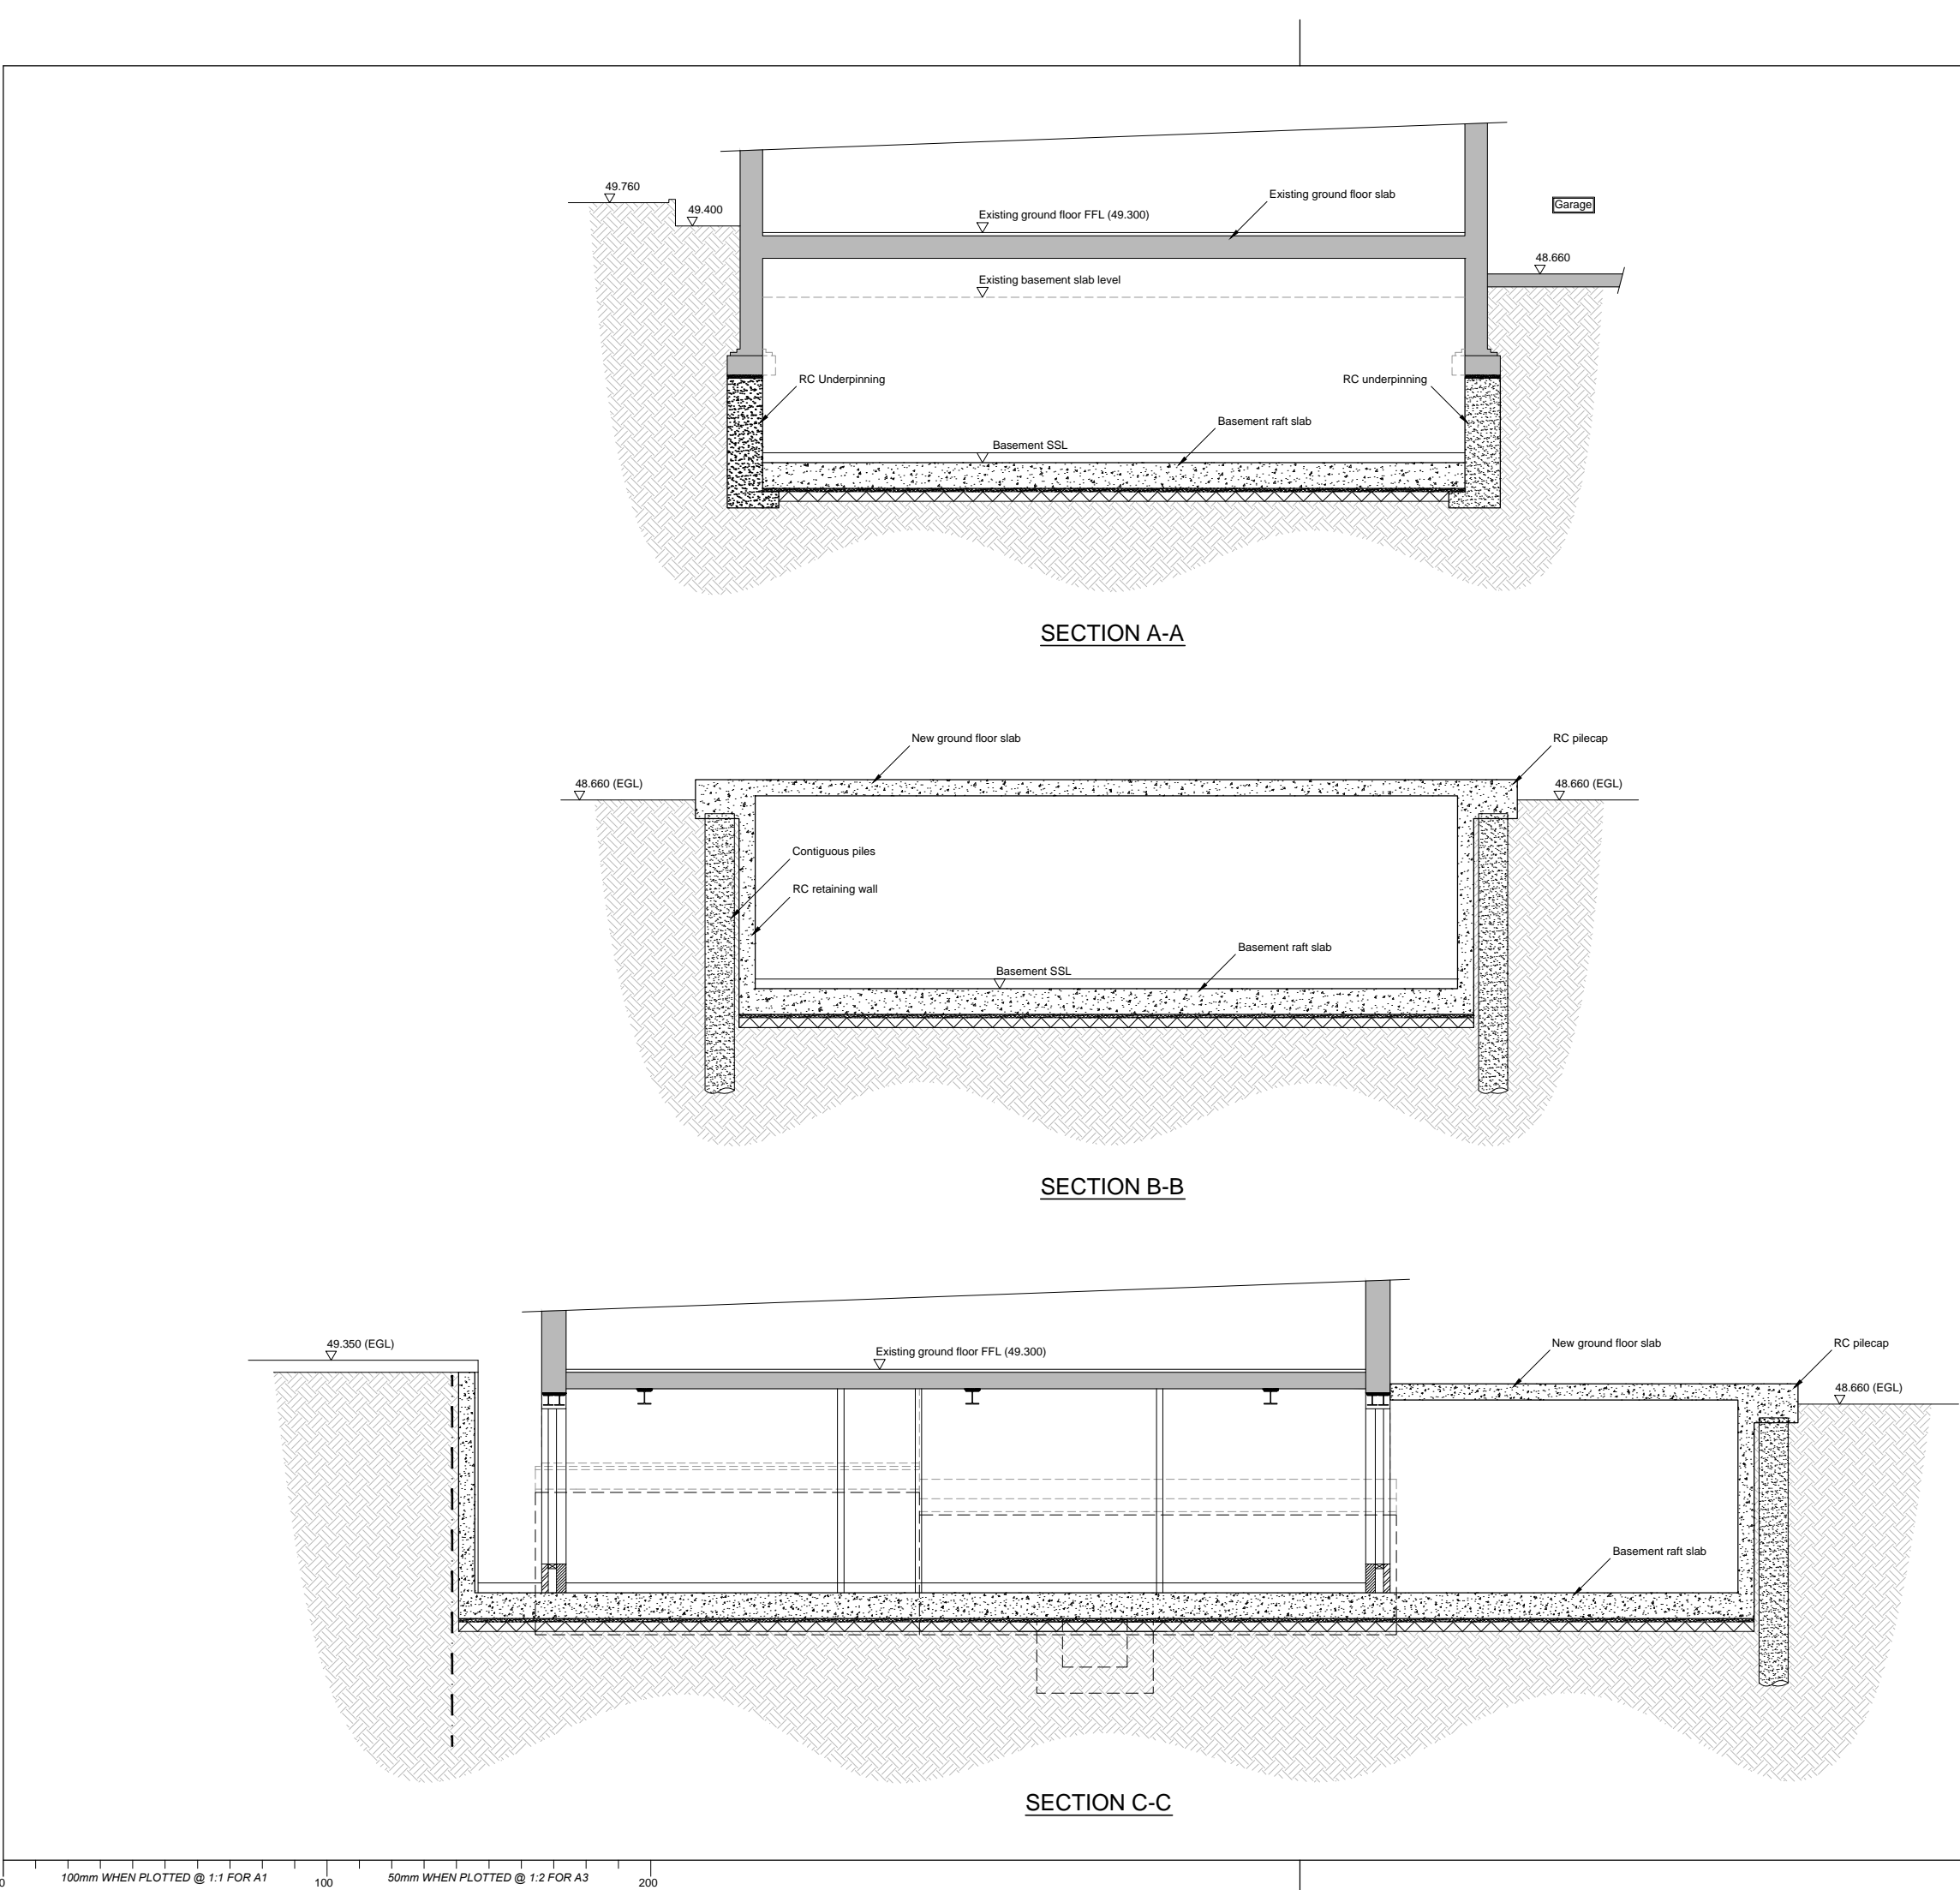 49.760
49.400
Existing ground floor FFL (49.300)
Existing ground floor slab
Garage
48.660
Existing basement slab level
RC Underpinning
RC underpinning
Basement raft slab
Basement SSL
SECTION A-A
New ground floor slab
RC pilecap
48.660 (EGL)
48.660 (EGL)
Contiguous piles
RC retaining wall
Basement raft slab
Basement SSL
SECTION B-B
49.350 (EGL)
Existing ground floor FFL (49.300)
New ground floor slab
RC pilecap
48.660 (EGL)
Basement raft slab
SECTION C-C
0
100mm WHEN PLOTTED @ 1:1 FOR A1
100
50mm WHEN PLOTTED @ 1:2 FOR A3
200